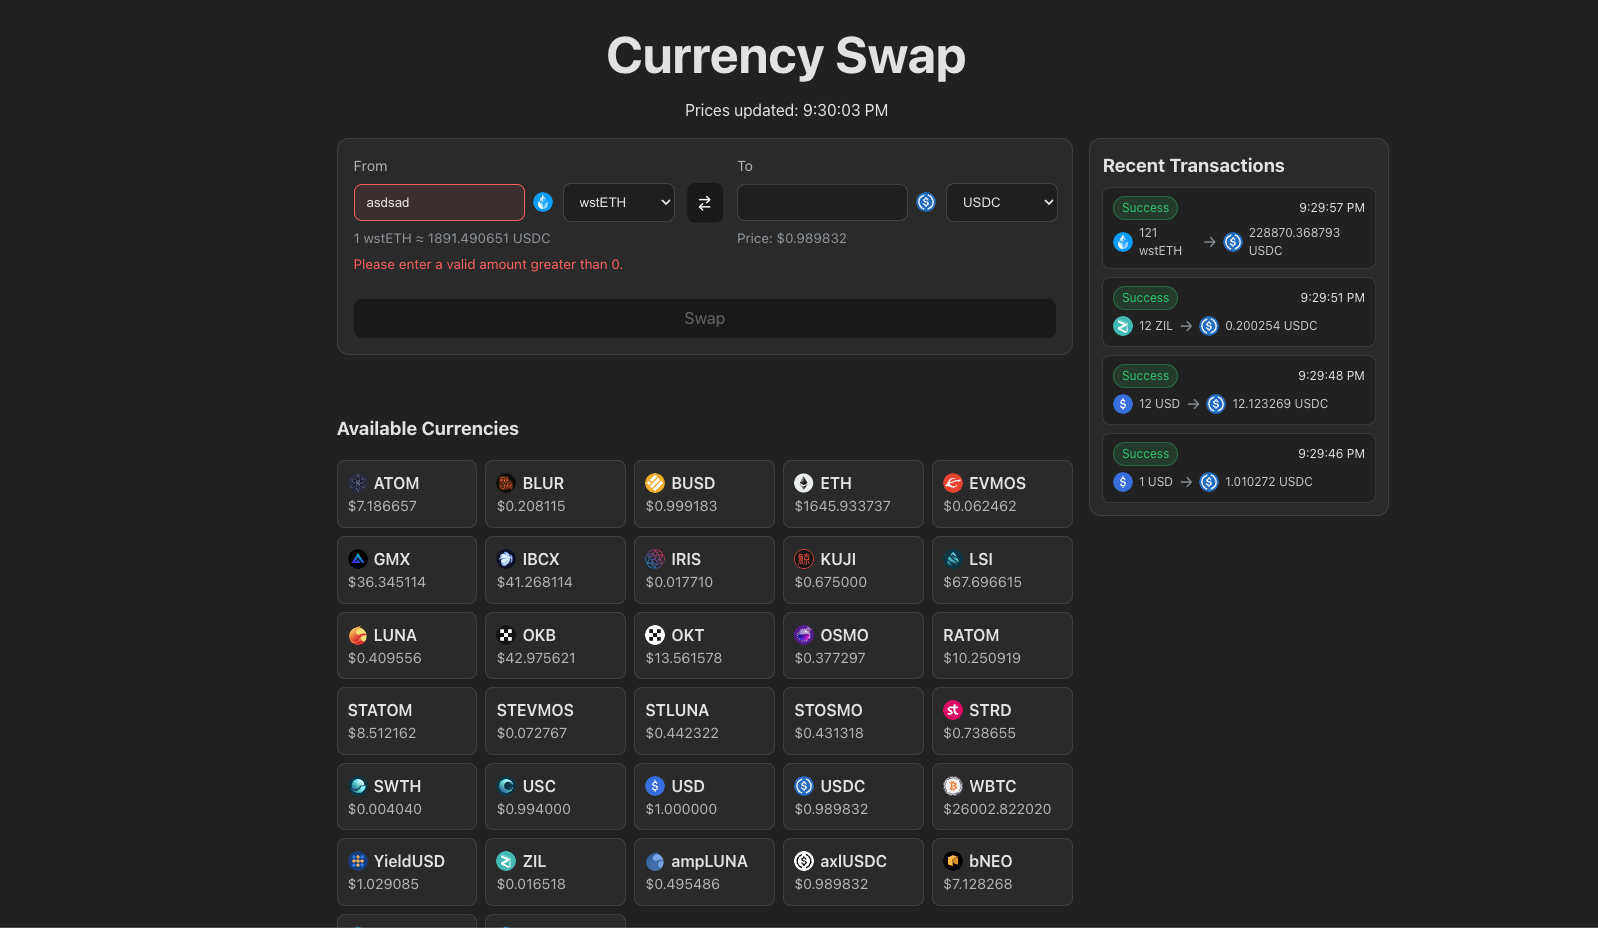 Currency Swap
Prices updated: 9:30:03 PM
From
asdsad
wstETH
1 wstETH ≈ 1891.490651 USDC
Please enter a valid amount greater than 0.
To
USDC
Price: $0.989832
Swap
Recent Transactions
Success
9:29:57 PM
121
wstETH
228870.368793
USDC
Success
9:29:51 PM
12 ZIL
0.200254 USDC
Success
9:29:48 PM
12 USD
12.123269 USDC
Success
9:29:46 PM
1 USD
1.010272 USDC
Available Currencies
ATOM
$7.186657
BLUR
$0.208115
BUSD
$0.999183
ETH
$1645.933737
EVMOS
$0.062462
GMX
$36.345114
IBCX
$41.268114
IRIS
$0.017710
KUJI
$0.675000
LSI
$67.696615
LUNA
$0.409556
OKB
$42.975621
OKT
$13.561578
OSMO
$0.377297
RATOM
$10.250919
STATOM
$8.512162
STEVMOS
$0.072767
STLUNA
$0.442322
STOSMO
$0.431318
st STRD
$0.738655
SWTH
$0.004040
USC
$0.994000
USD
$1.000000
USDC
$0.989832
WBTC
$26002.822020
YieldUSD
$1.029085
ZIL
$0.016518
ampLUNA
$0.495486
axlUSDC
$0.989832
bNEO
$7.128268